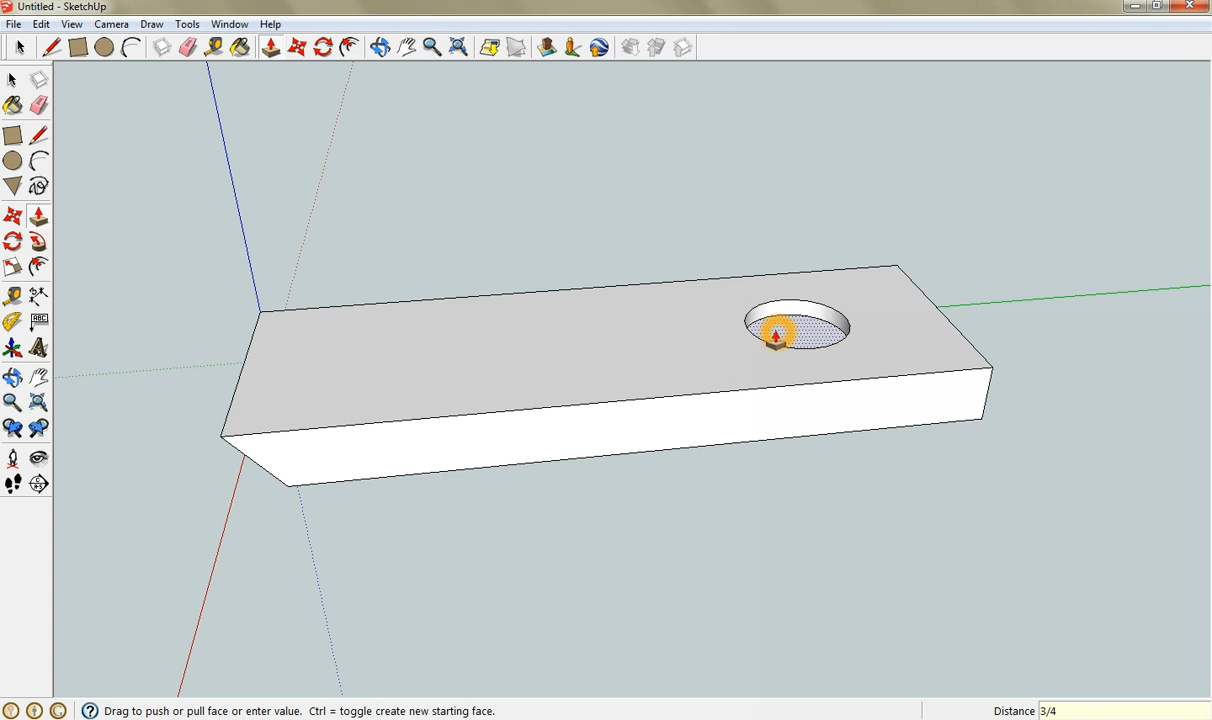 Untitled - SketchUp
File Edit View Camera Draw Tools Window Help
ABC
Drag to push or pull face or enter value. Ctrl = toggle create new starting face.
Distance 3/4